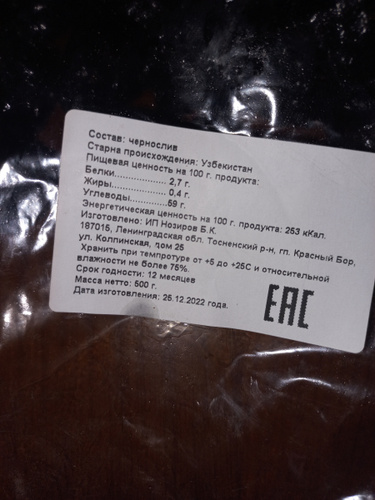 Состав: чернослив
Старна происхождения: Узбекистан
Пищевая ценность на 100 г. продукта:
Белки.................. 2,7 г.
Жиры.................. 0,4 г.
Углеводы............59 г.
Энергетическая ценность на 100 г. продукта: 253 кКал.
Изготовлено: ИП Нозиров Б.К.
187015, Ленинградская обл. Тосненский р-н, гп. Красный Бор,
ул. Колпинская, дом 25
Хранить при темпротуре от +5 до +25С и относительной
влажности не более 75%.
Срок годности: 12 месяцев
Масса нетто: 500 г.
Дата изготовления: 25.12.2022 года.
EAC